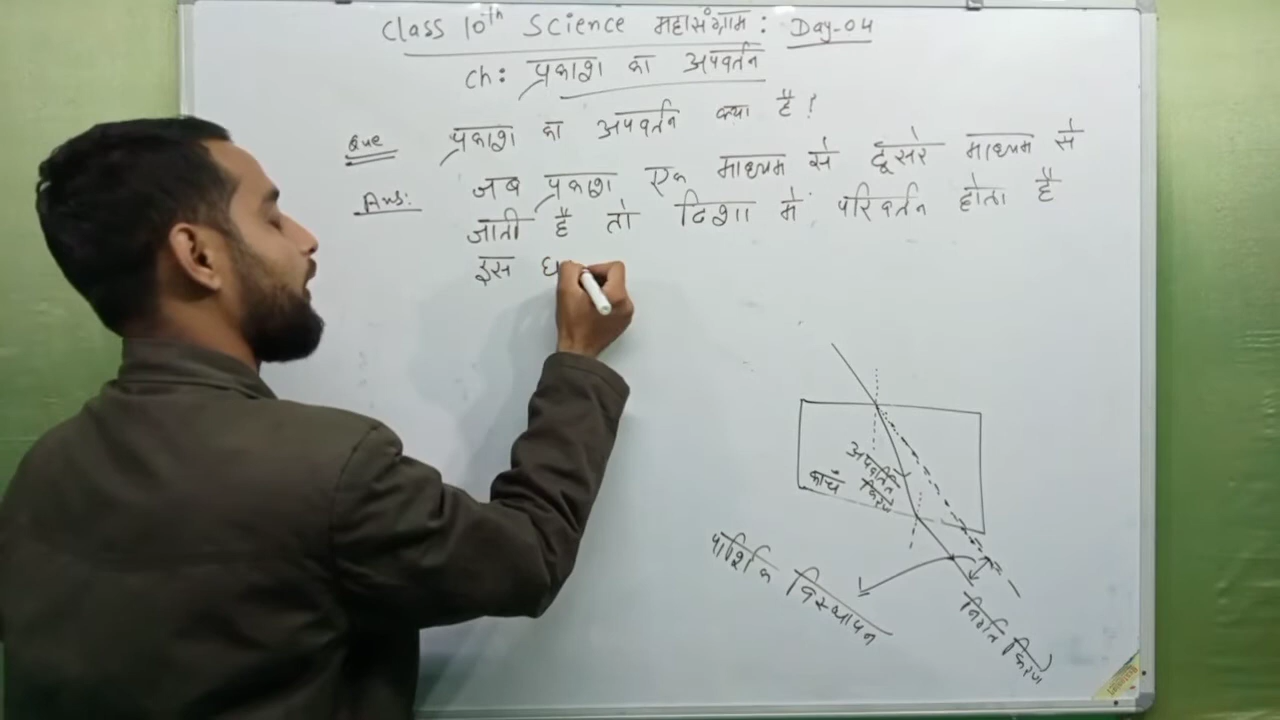 Class 10th Science महासंग्राम : Day-04
Ch: प्रकाश का अपवर्तन
Que प्रकाश का अपवर्तन क्या है ?
Ans: जब प्रकाश एक माध्यम से दूसरे माध्यम से
जाती है तो दिशा में परिवर्तन होता है
इस
अपवर्तित
किरण
काँच
पार्श्विक विस्थापन
निर्गत किरण